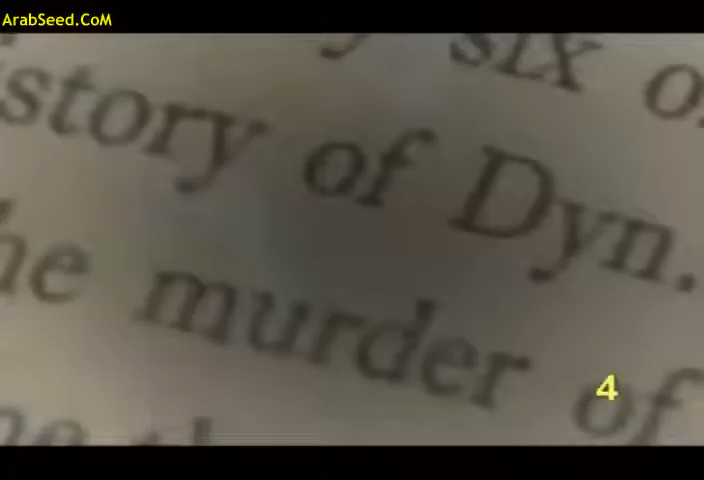 ArabSeed.CoM
six
story of Dyn.
he murder of
4